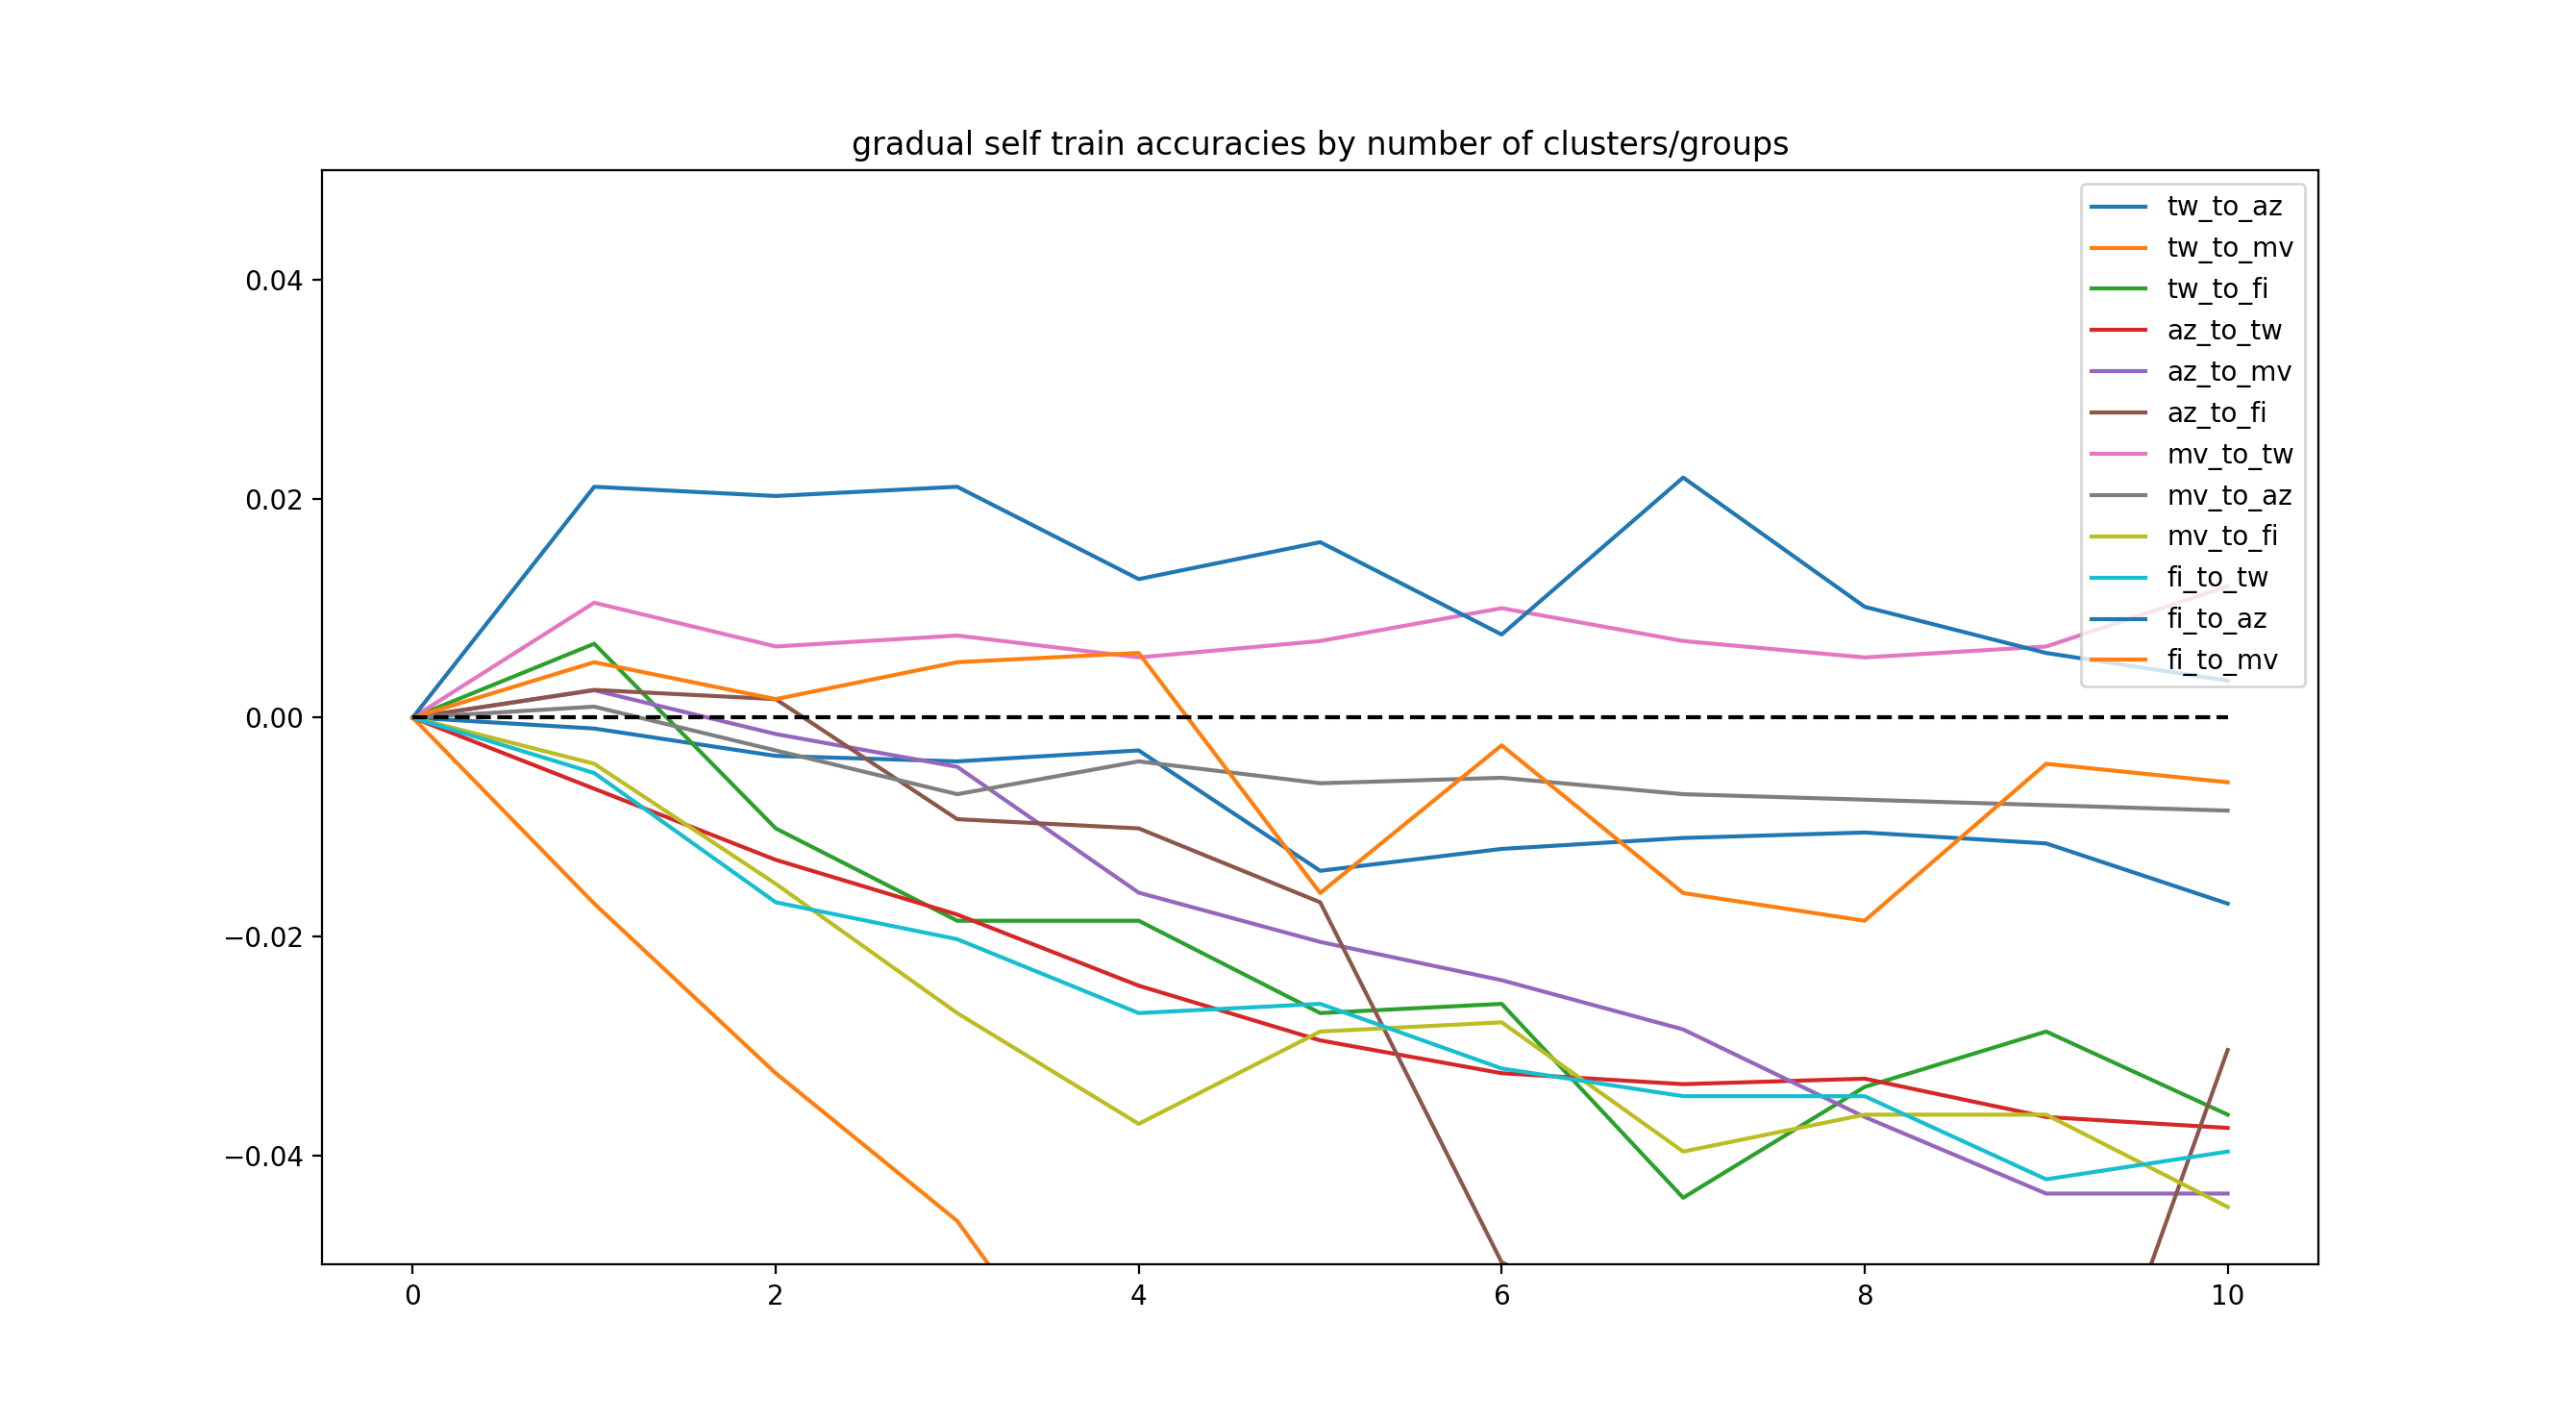 gradual self train accuracies by number of clusters/groups
0.04
0.02
0.00
−0.02
−0.04
0 2 4 6 8 10
tw_to_az
tw_to_mv
tw_to_fi
az_to_tw
az_to_mv
az_to_fi
mv_to_tw
mv_to_az
mv_to_fi
fi_to_tw
fi_to_az
fi_to_mv